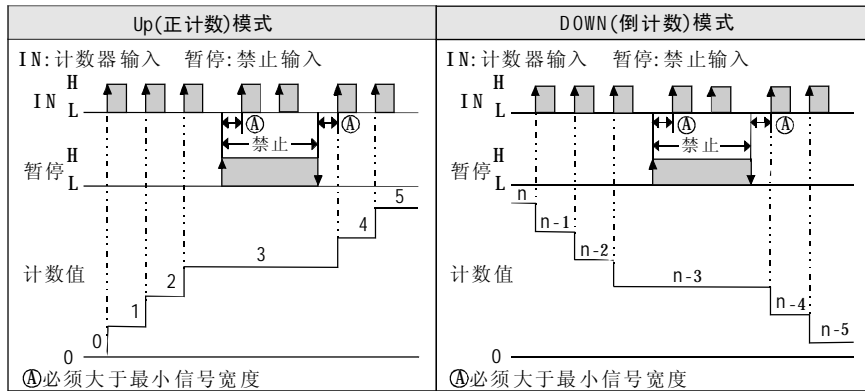 Up(正计数)模式
IN:计数器输入 暂停:禁止输入
H
IN
L
Ⓐ
Ⓐ
禁止
H
暂停
L
5
4
3
2
计数值
1
0
0
Ⓐ必须大于最小信号宽度
DOWN(倒计数)模式
IN:计数器输入 暂停:禁止输入
H
IN
L
Ⓐ
Ⓐ
禁止
H
暂停
L
n
n-1
n-2
计数值
n-3
n-4
n-5
0
Ⓐ必须大于最小信号宽度